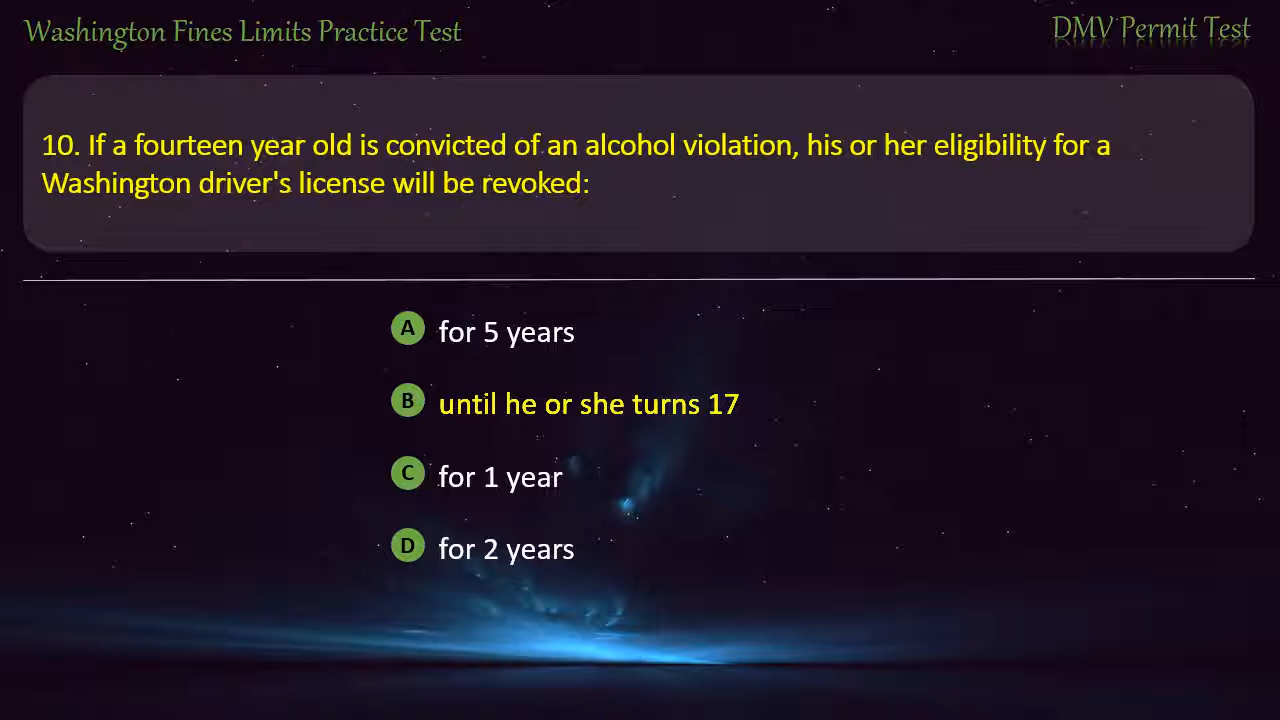 Washington Fines Limits Practice Test
DMV Permit Test
10. If a fourteen year old is convicted of an alcohol violation, his or her eligibility for a
Washington driver's license will be revoked:
A for 5 years
B until he or she turns 17
C for 1 year
D for 2 years